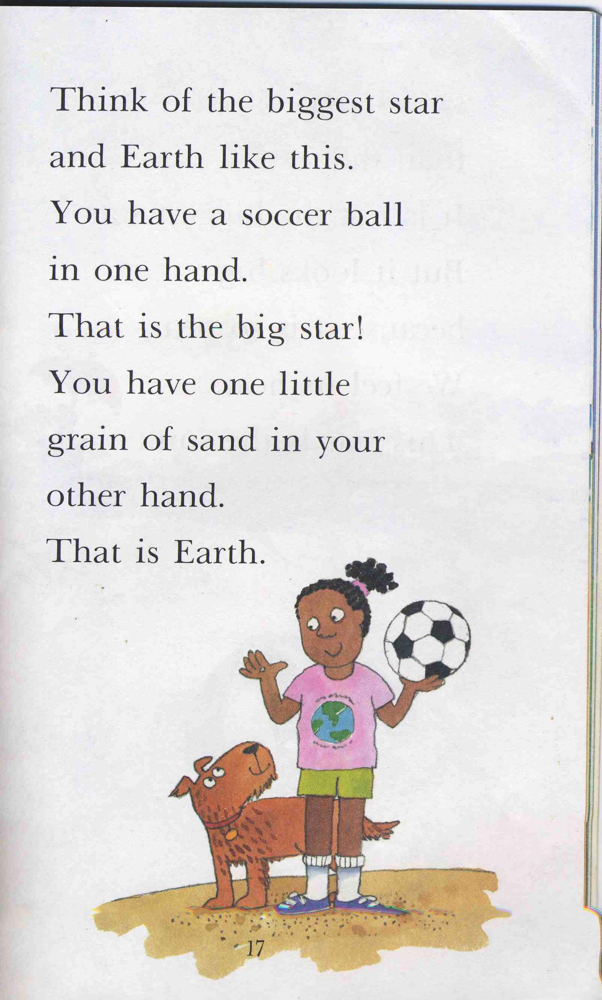 Think of the biggest star
and Earth like this.
You have a soccer ball
in one hand.
That is the big star!
You have one little
grain of sand in your
other hand.
That is Earth.
17